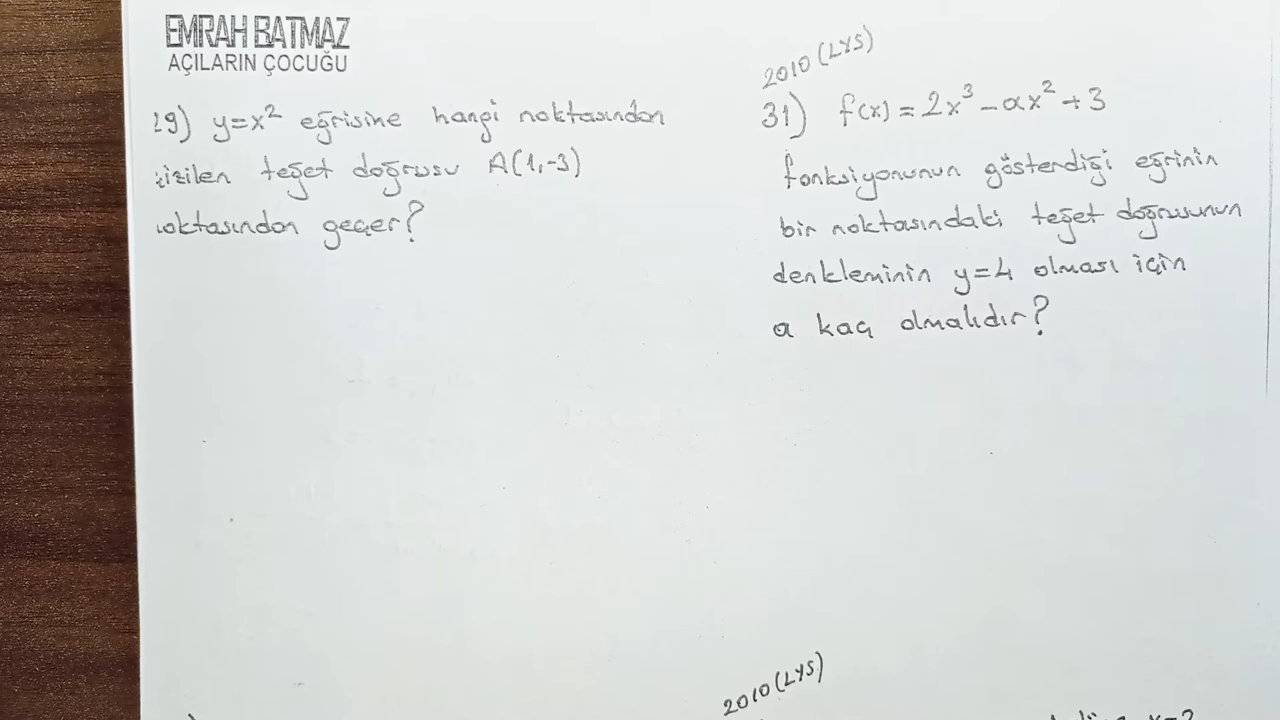 EMRAH BATMAZ
AÇILARIN ÇOCUĞU
29) y=x² eğrisine hangi noktasından
çizilen teğet doğrusu A(1,-3)
noktasından geçer?
2010 (LYS)
31) f(x) = 2x³ - ax² + 3
fonksiyonunun gösterdiği eğrinin
bir noktasındaki teğet doğrusunun
denkleminin y=4 olması için
a kaç olmalıdır?
2010 (LYS)